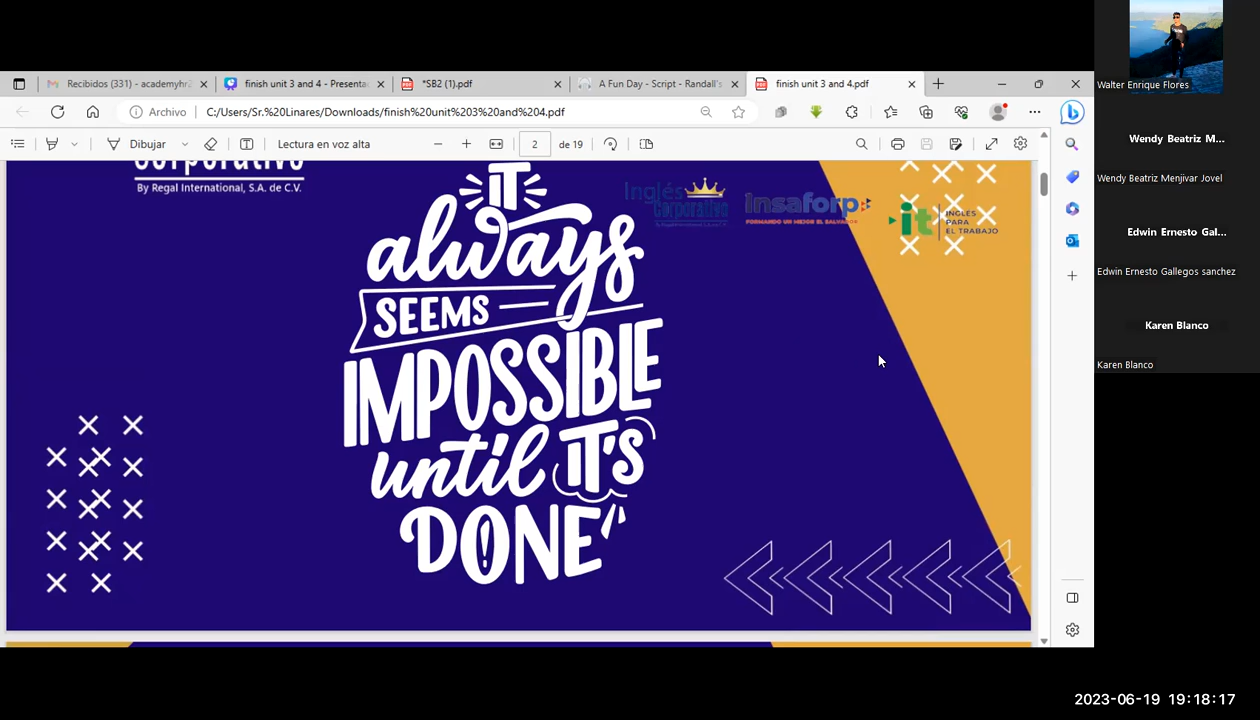 Recibidos (331) - academyhr
finish unit 3 and 4 - Presenta
*SB2 (1).pdf
A Fun Day - Script - Randall's
finish unit 3 and 4.pdf
Archivo
C:/Users/Sr.%20Linares/Downloads/finish%20unit%203%20and%204.pdf
Dibujar
Lectura en voz alta
2
de 19
Corporativo
By Regal International, S.A. de C.V.
Inglés
Corporativo
insaforp
FORMANDO UN MEJOR EL SALVADOR
it
INGLES
PARA
EL TRABAJO
IT
always
SEEMS
IMPOSSIBLE
until IT'S
DONE
Walter Enrique Flores
Wendy Beatriz M...
Wendy Beatriz Menjivar Jovel
Edwin Ernesto Gal...
Edwin Ernesto Gallegos sanchez
Karen Blanco
Karen Blanco
2023-06-19 19:18:17